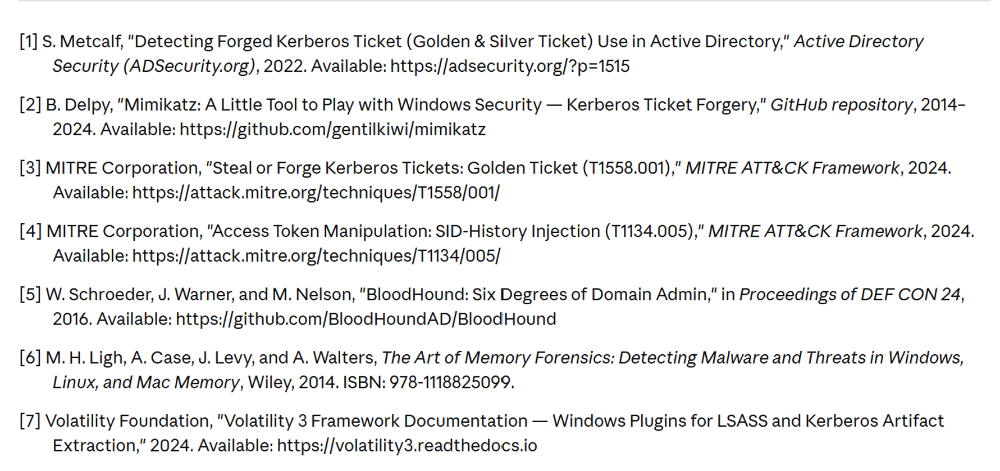 [1] S. Metcalf, "Detecting Forged Kerberos Ticket (Golden & Silver Ticket) Use in Active Directory," Active Directory
Security (ADSecurity.org), 2022. Available: https://adsecurity.org/?p=1515
[2] B. Delpy, "Mimikatz: A Little Tool to Play with Windows Security — Kerberos Ticket Forgery," GitHub repository, 2014–
2024. Available: https://github.com/gentilkiwi/mimikatz
[3] MITRE Corporation, "Steal or Forge Kerberos Tickets: Golden Ticket (T1558.001)," MITRE ATT&CK Framework, 2024.
Available: https://attack.mitre.org/techniques/T1558/001/
[4] MITRE Corporation, "Access Token Manipulation: SID-History Injection (T1134.005)," MITRE ATT&CK Framework, 2024.
Available: https://attack.mitre.org/techniques/T1134/005/
[5] W. Schroeder, J. Warner, and M. Nelson, "BloodHound: Six Degrees of Domain Admin," in Proceedings of DEF CON 24,
2016. Available: https://github.com/BloodHoundAD/BloodHound
[6] M. H. Ligh, A. Case, J. Levy, and A. Walters, The Art of Memory Forensics: Detecting Malware and Threats in Windows,
Linux, and Mac Memory, Wiley, 2014. ISBN: 978-1118825099.
[7] Volatility Foundation, "Volatility 3 Framework Documentation — Windows Plugins for LSASS and Kerberos Artifact
Extraction," 2024. Available: https://volatility3.readthedocs.io